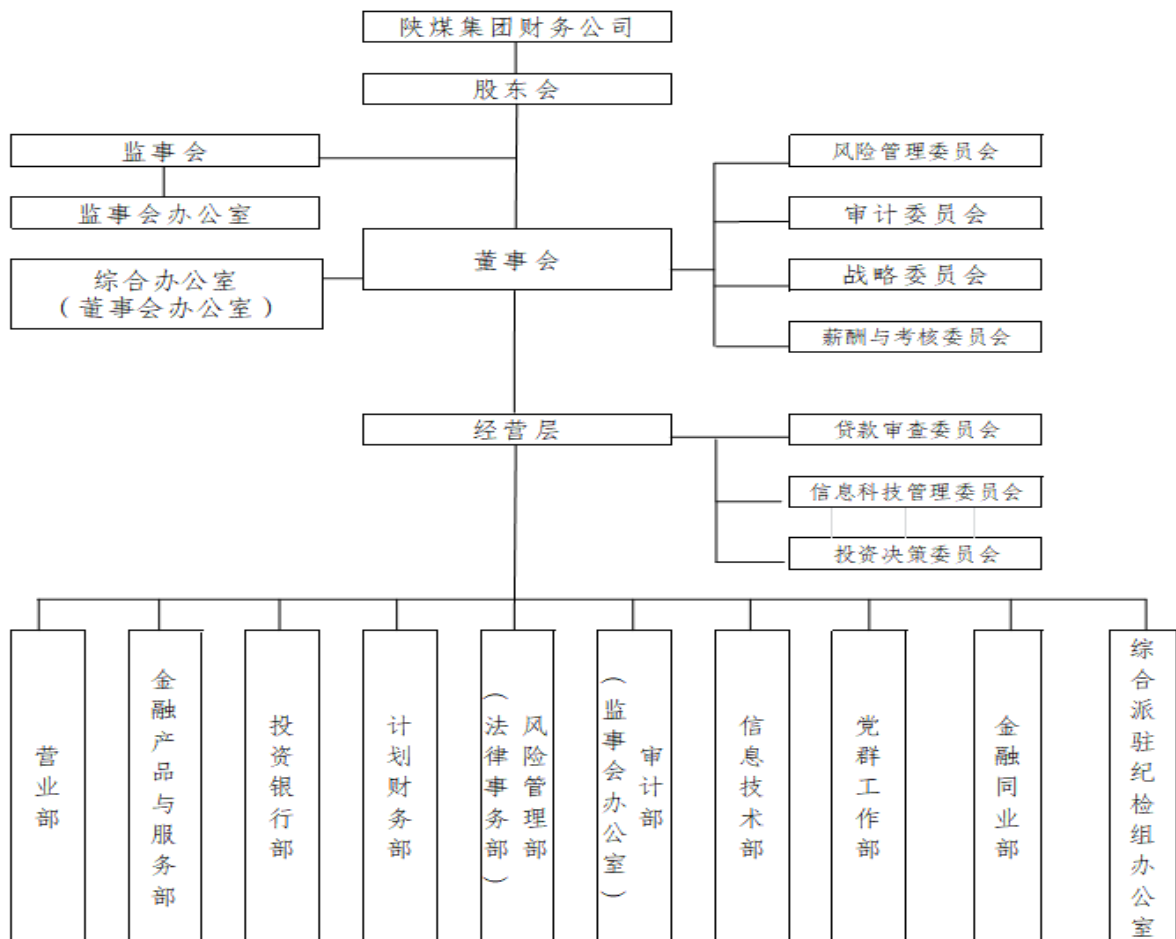 陕煤集团财务公司
股东会
监事会
监事会办公室
董事会
综合办公室
（董事会办公室）
风险管理委员会
审计委员会
战略委员会
薪酬与考核委员会
经营层
贷款审查委员会
信息科技管理委员会
投资决策委员会
营业部
金融产品与服务部
投资银行部
计划财务部
风险管理部
（法律事务部）
审计部
（监事会办公室）
信息技术部
党群工作部
金融同业部
综合派驻纪检组办公室